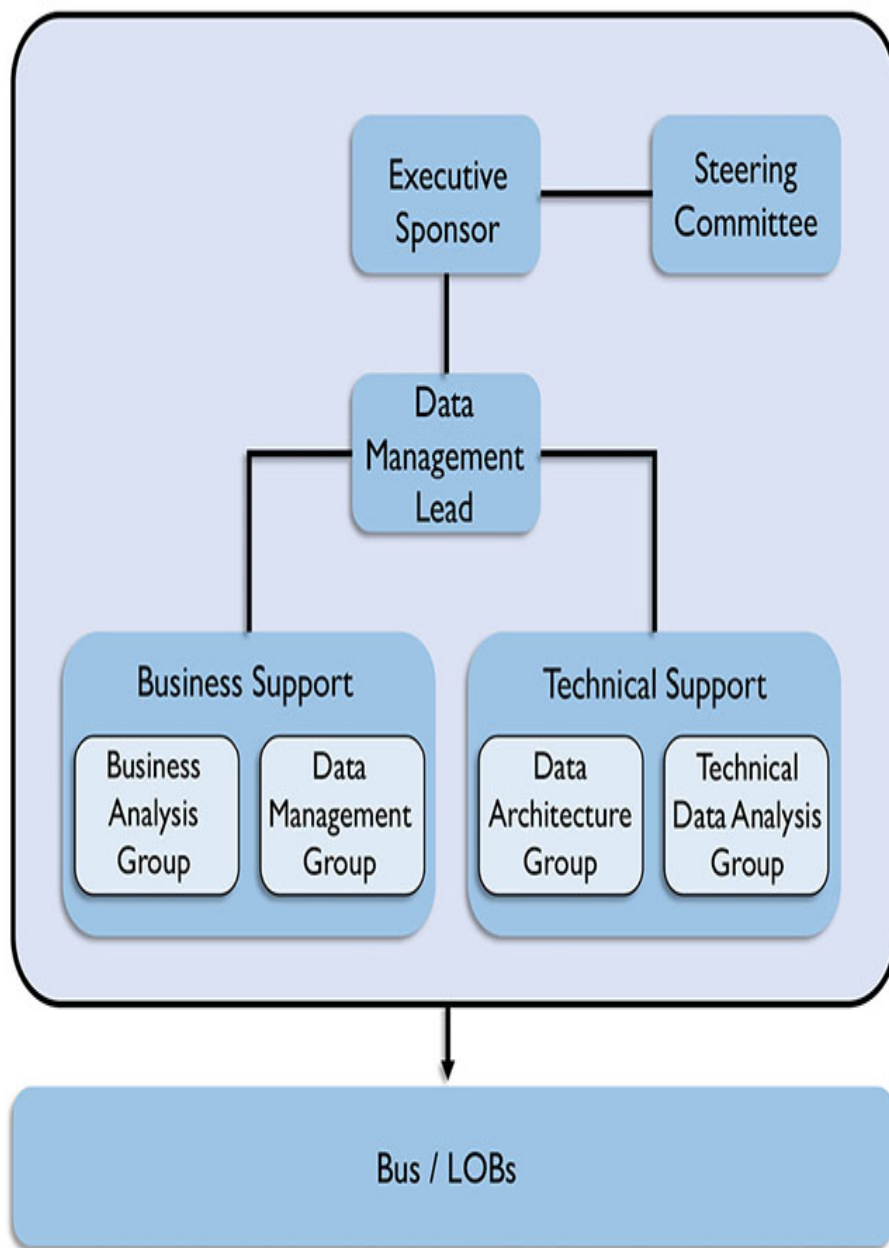 Executive
Sponsor
Steering
Committee
Data
Management
Lead
Business Support
Business
Analysis
Group
Data
Management
Group
Technical Support
Data
Architecture
Group
Technical
Data Analysis
Group
Bus / LOBs